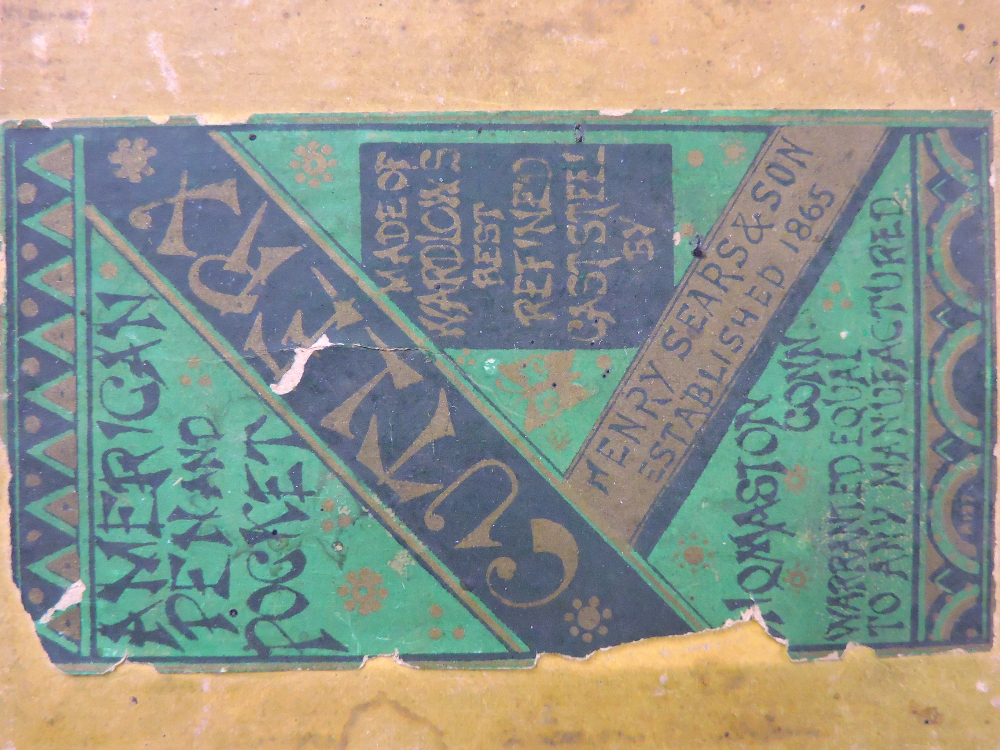 AMERICAN
PEN AND
POCKET
CUTLERY
MADE OF
WARDLOW'S
BEST
REFINED
CAST STEEL
BY
HENRY SEARS & SON
ESTABLISHED 1865
THOMASTON
CONN
WARRANTED EQUAL
TO ANY MANUFACTURED